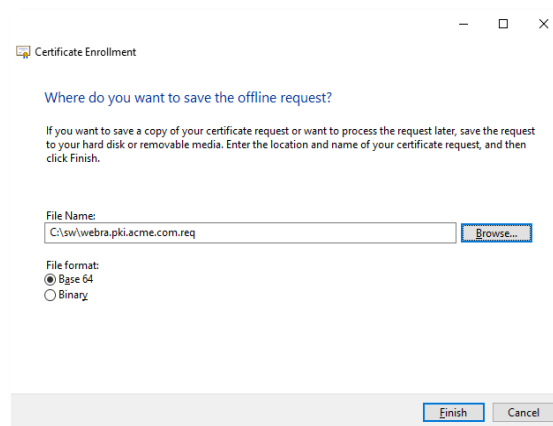 Certificate Enrollment
Where do you want to save the offline request?
If you want to save a copy of your certificate request or want to process the request later, save the request
to your hard disk or removable media. Enter the location and name of your certificate request, and then
click Finish.
File Name:
C:\sw\webra.pki.acme.com.req
Browse...
File format:
Base 64
Binary
Finish
Cancel